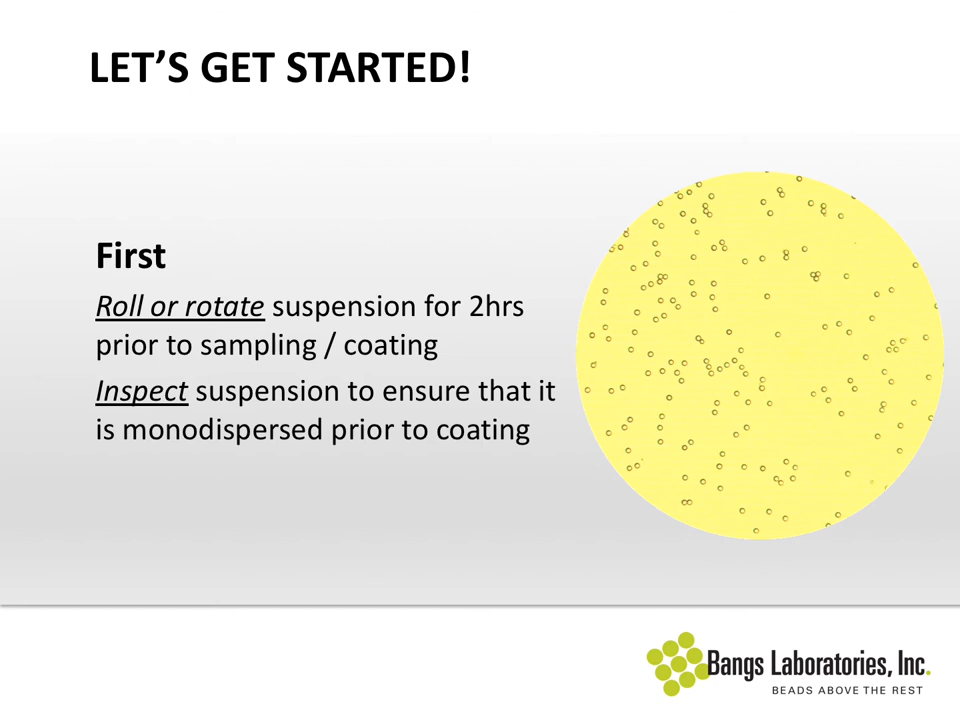 LET’S GET STARTED!
First
Roll or rotate suspension for 2hrs
prior to sampling / coating
Inspect suspension to ensure that it
is monodispersed prior to coating
Bangs Laboratories, Inc.
BEADS ABOVE THE REST